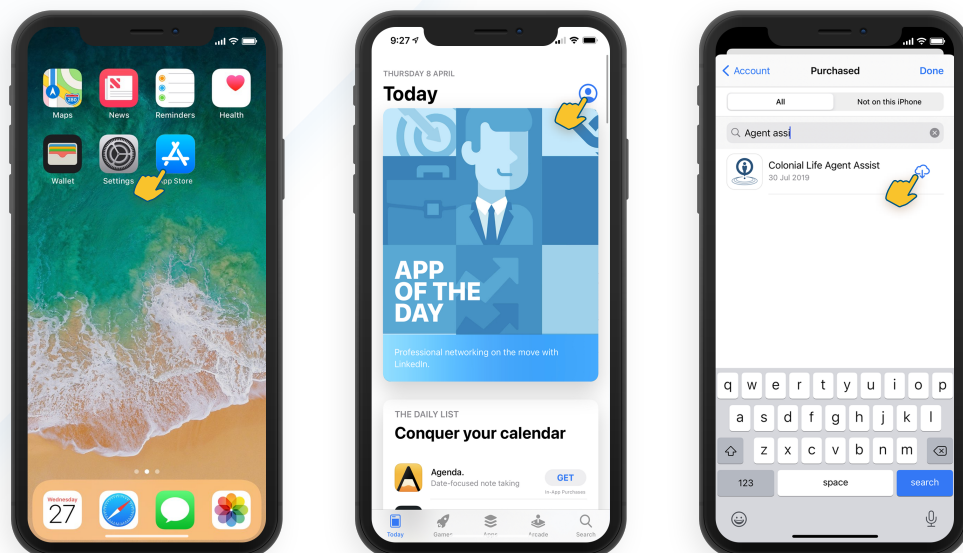 Maps
News
Reminders
Health
Wallet
Settings
App Store
Wednesday
27
9:27
THURSDAY 8 APRIL
Today
APP
OF THE
DAY
Professional networking on the move with
LinkedIn.
THE DAILY LIST
Conquer your calendar
Agenda.
Date-focused note taking
GET
In-App Purchases
Today
Games
Apps
Arcade
Search
Account
Purchased
Done
All
Not on this iPhone
Agent assi
Colonial Life Agent Assist
30 Jul 2019
q w e r t y u i o p
a s d f g h j k l
z x c v b n m
123
space
search